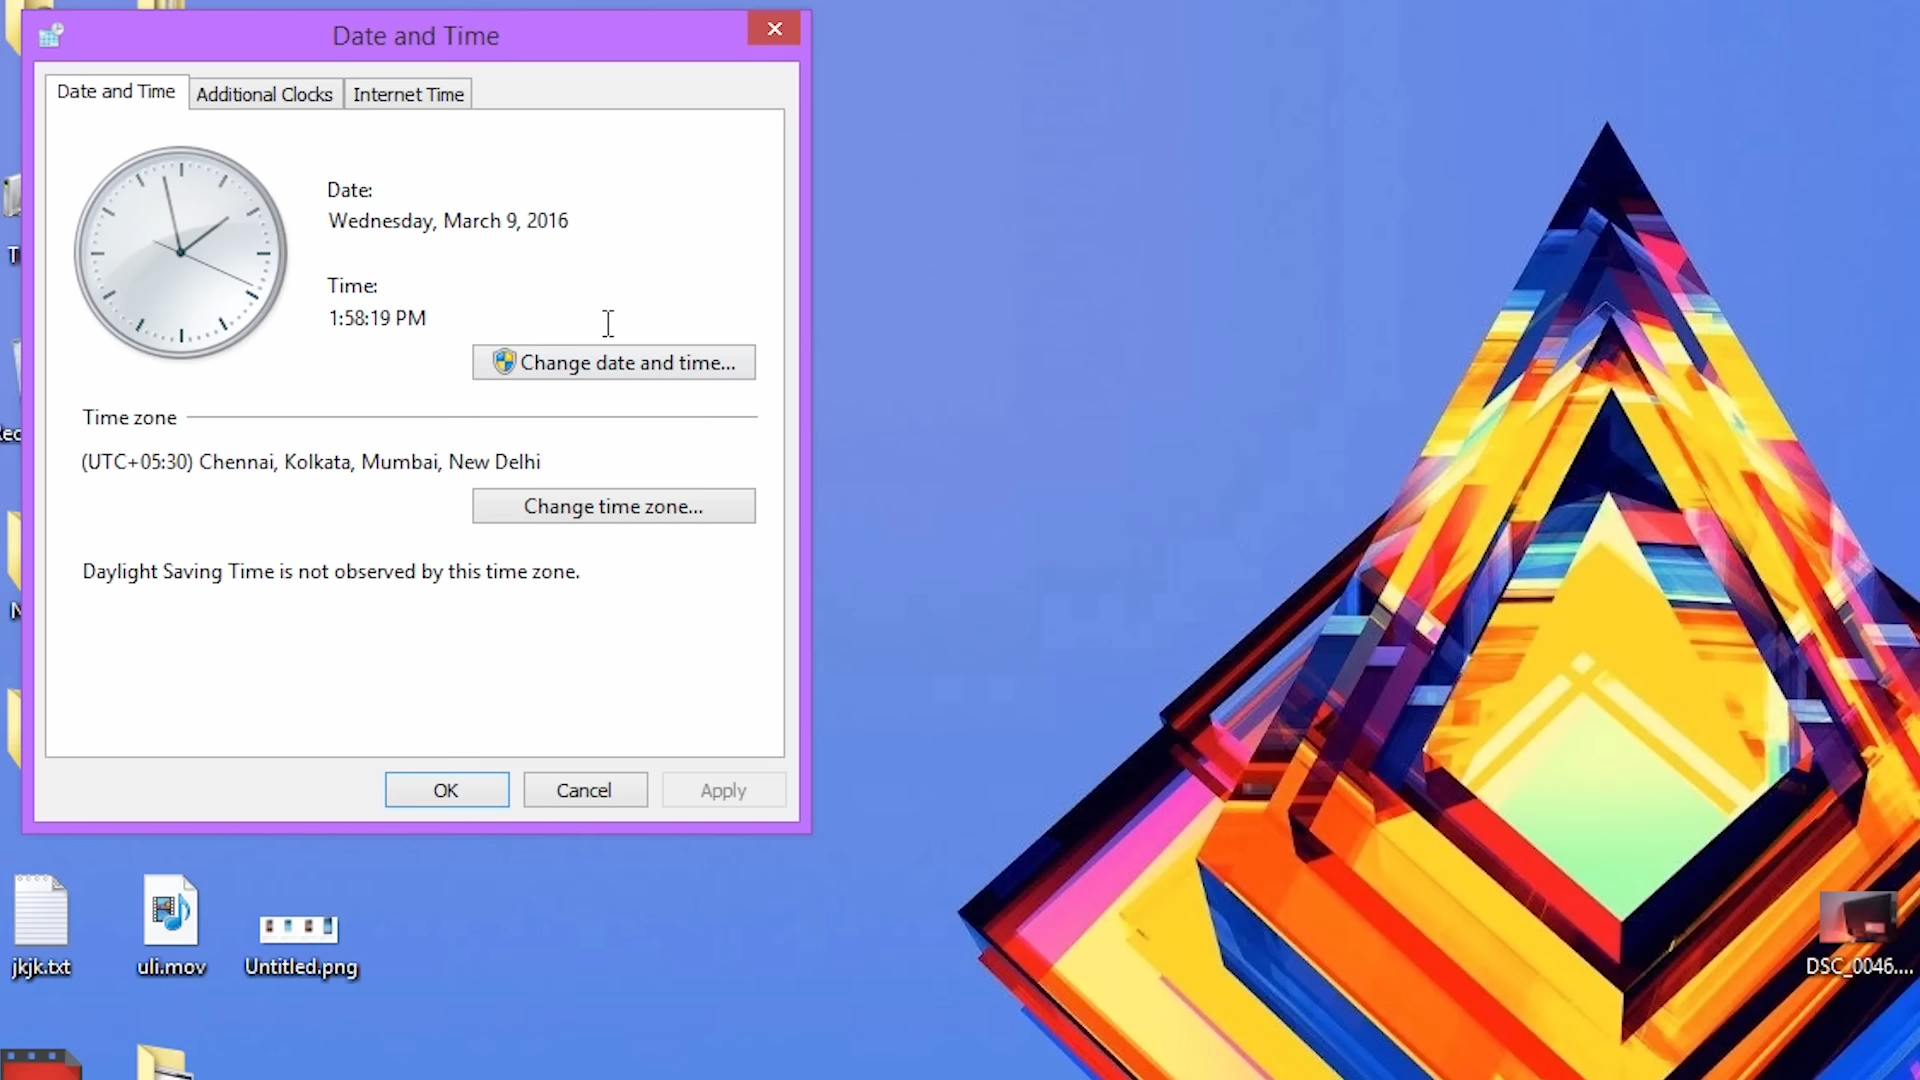 Date and Time
Date and Time
Additional Clocks
Internet Time
Date:
Wednesday, March 9, 2016
Time:
1:58:19 PM
Change date and time...
Time zone
(UTC+05:30) Chennai, Kolkata, Mumbai, New Delhi
Change time zone...
Daylight Saving Time is not observed by this time zone.
OK
Cancel
Apply
jkjk.txt
uli.mov
Untitled.png
DSC_0046....